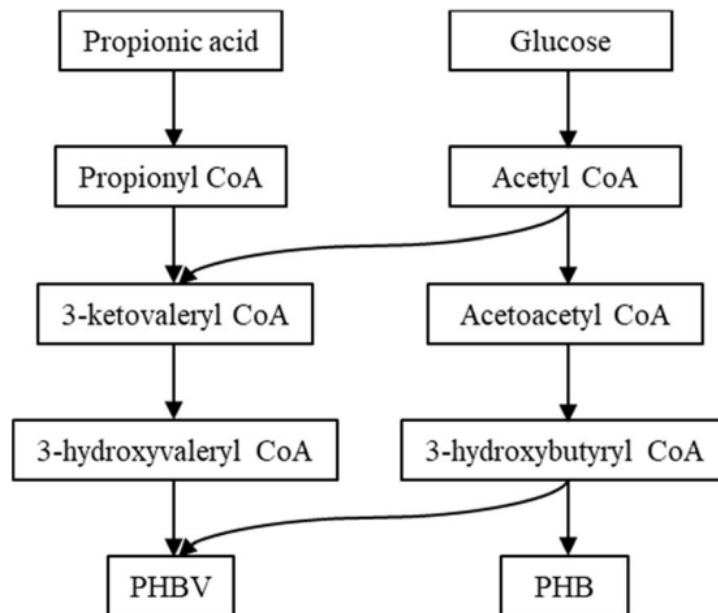 Propionic acid
Glucose
Propionyl CoA
Acetyl CoA
3-ketovaleryl CoA
Acetoacetyl CoA
3-hydroxyvaleryl CoA
3-hydroxybutyryl CoA
PHBV
PHB